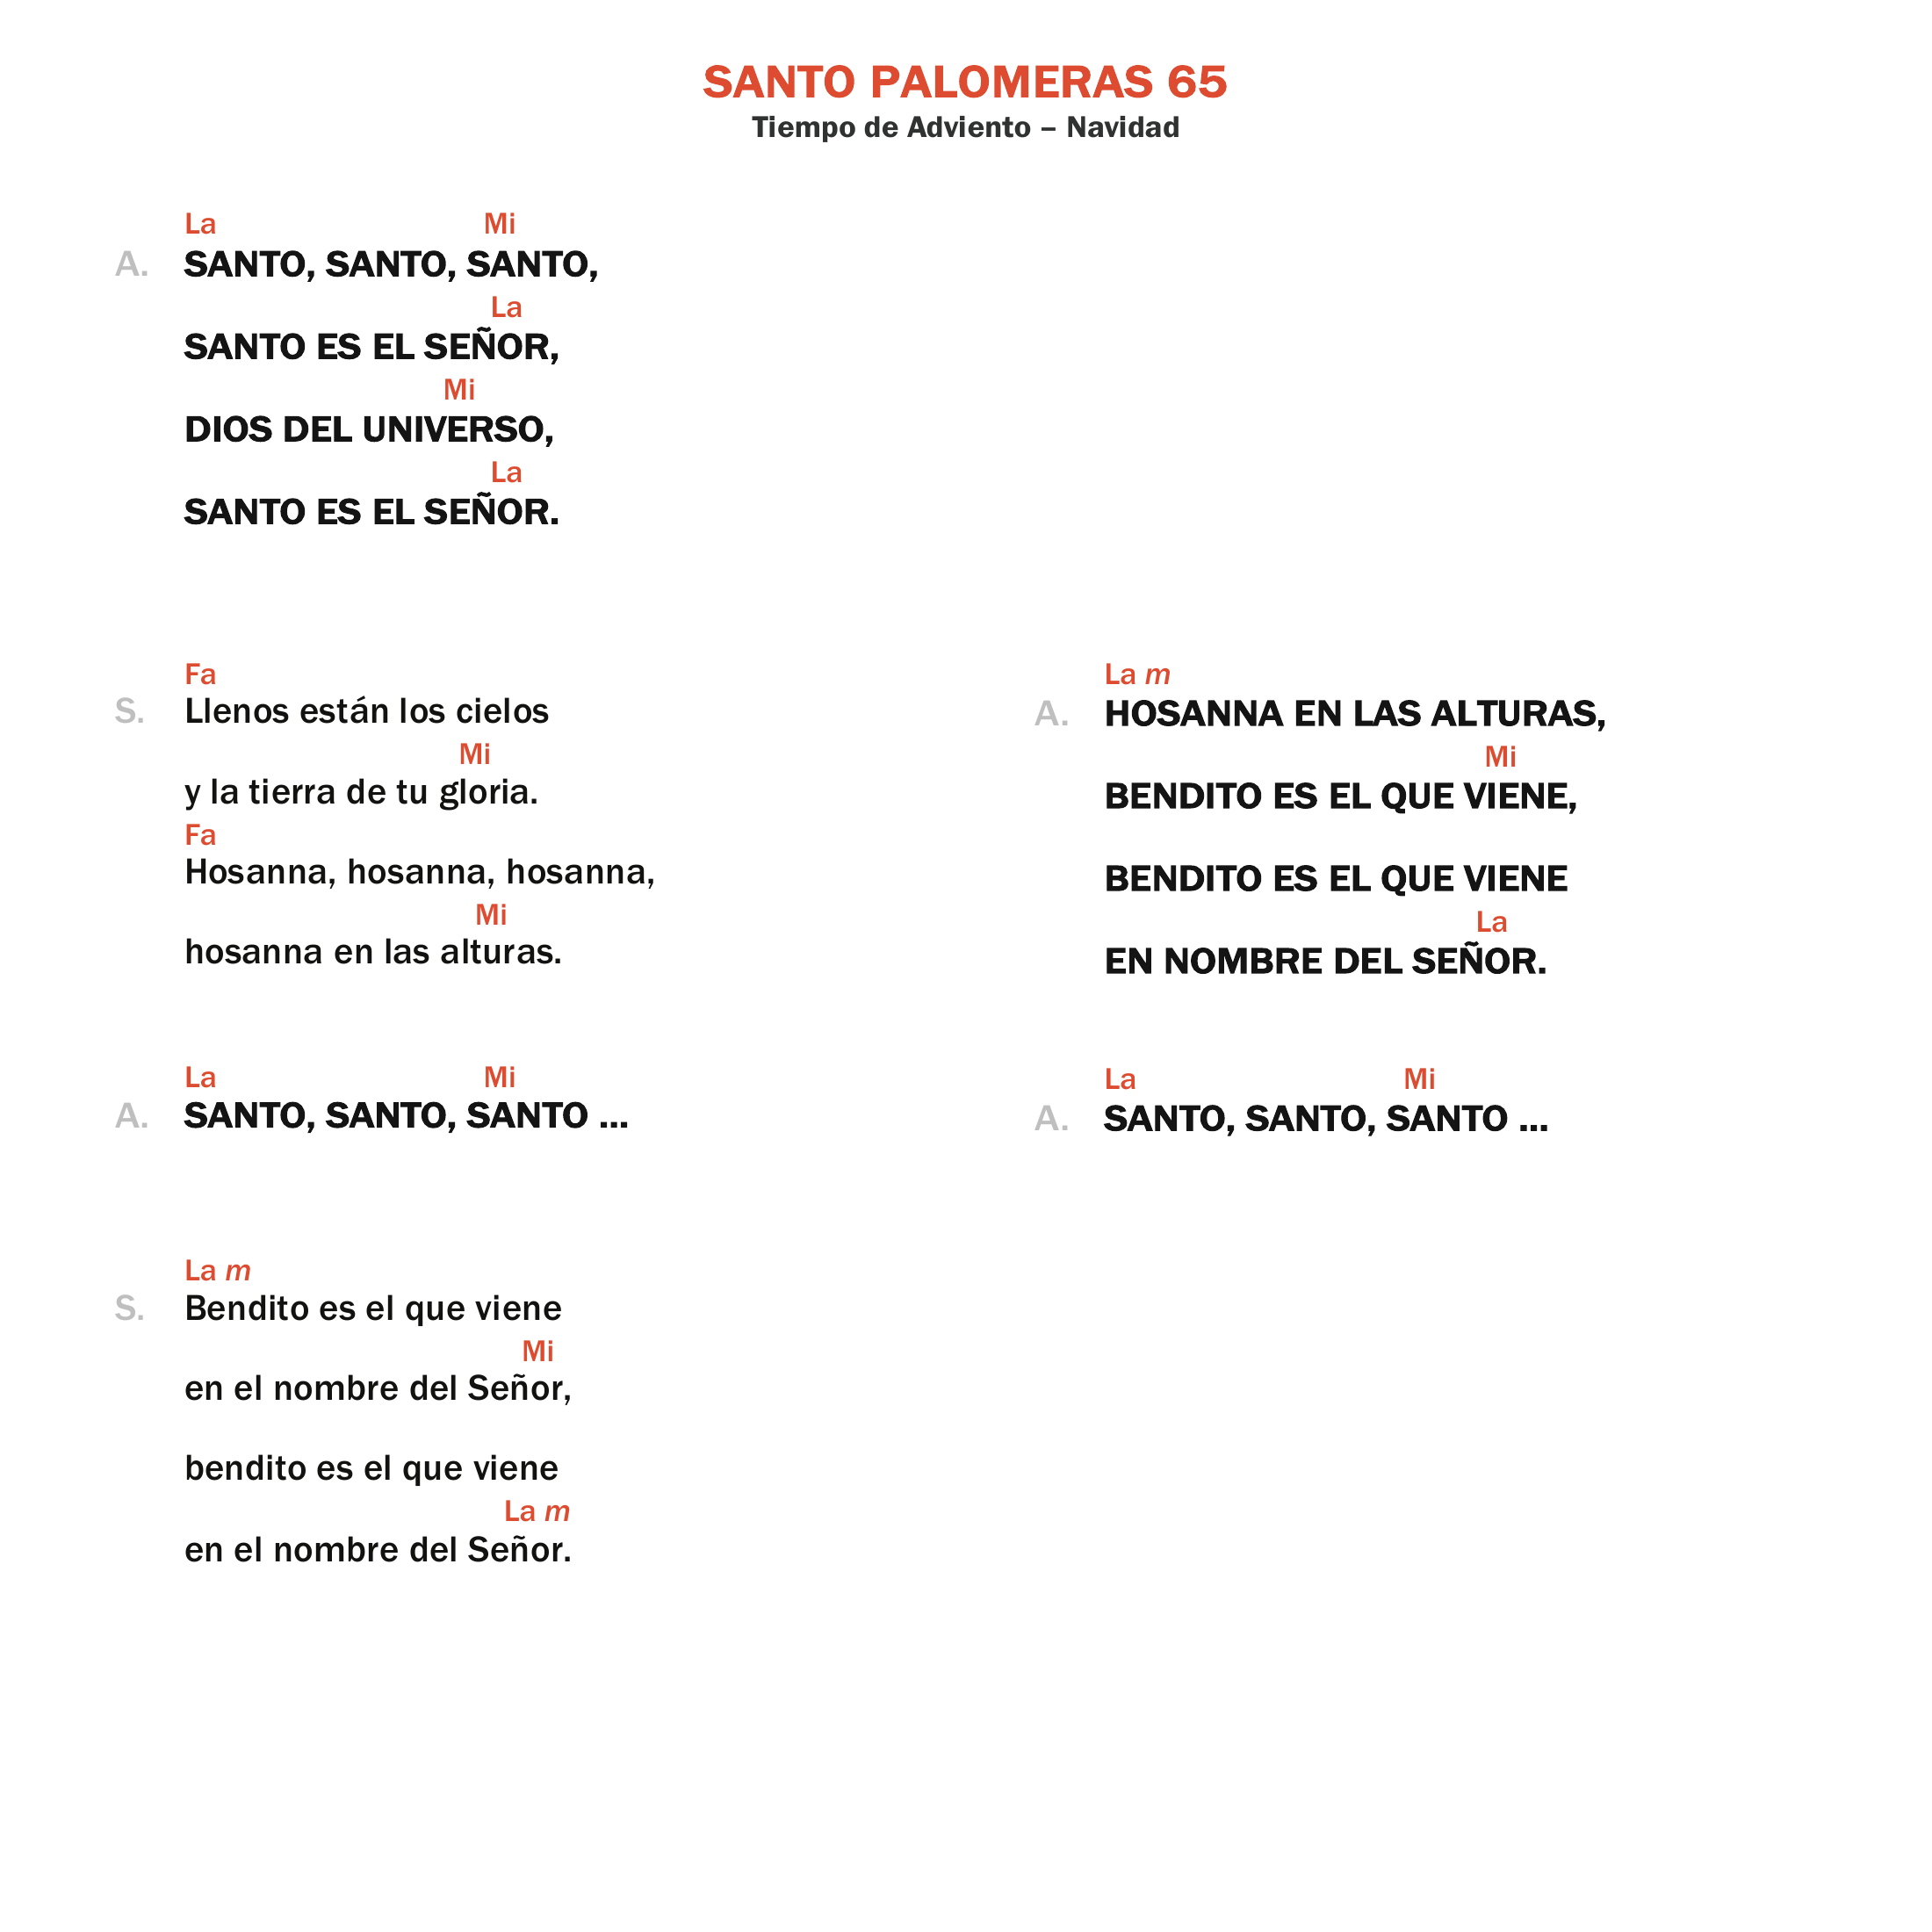 SANTO PALOMERAS 65
Tiempo de Adviento – Navidad
La Mi
A. SANTO, SANTO, SANTO,
La
SANTO ES EL SEÑOR,
Mi
DIOS DEL UNIVERSO,
La
SANTO ES EL SEÑOR.
Fa
S. Llenos están los cielos
Mi
y la tierra de tu gloria.
Fa
Hosanna, hosanna, hosanna,
Mi
hosanna en las alturas.
La Mi
A. SANTO, SANTO, SANTO ...
La m
S. Bendito es el que viene
Mi
en el nombre del Señor,
bendito es el que viene
La m
en el nombre del Señor.
La m
A. HOSANNA EN LAS ALTURAS,
Mi
BENDITO ES EL QUE VIENE,
BENDITO ES EL QUE VIENE
La
EN NOMBRE DEL SEÑOR.
La Mi
A. SANTO, SANTO, SANTO ...